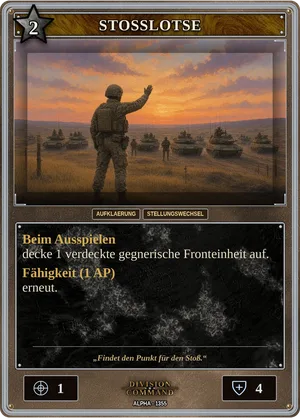 2
STOSSLOTSE
AUFKLAERUNG
STELLUNGSWECHSEL
Beim Ausspielen
decke 1 verdeckte gegnerische Fronteinheit auf.
Fähigkeit (1 AP)
erneut.
„Findet den Punkt für den Stoß.“
1
DIVISION
COMMAND
ALPHA - 1355
4